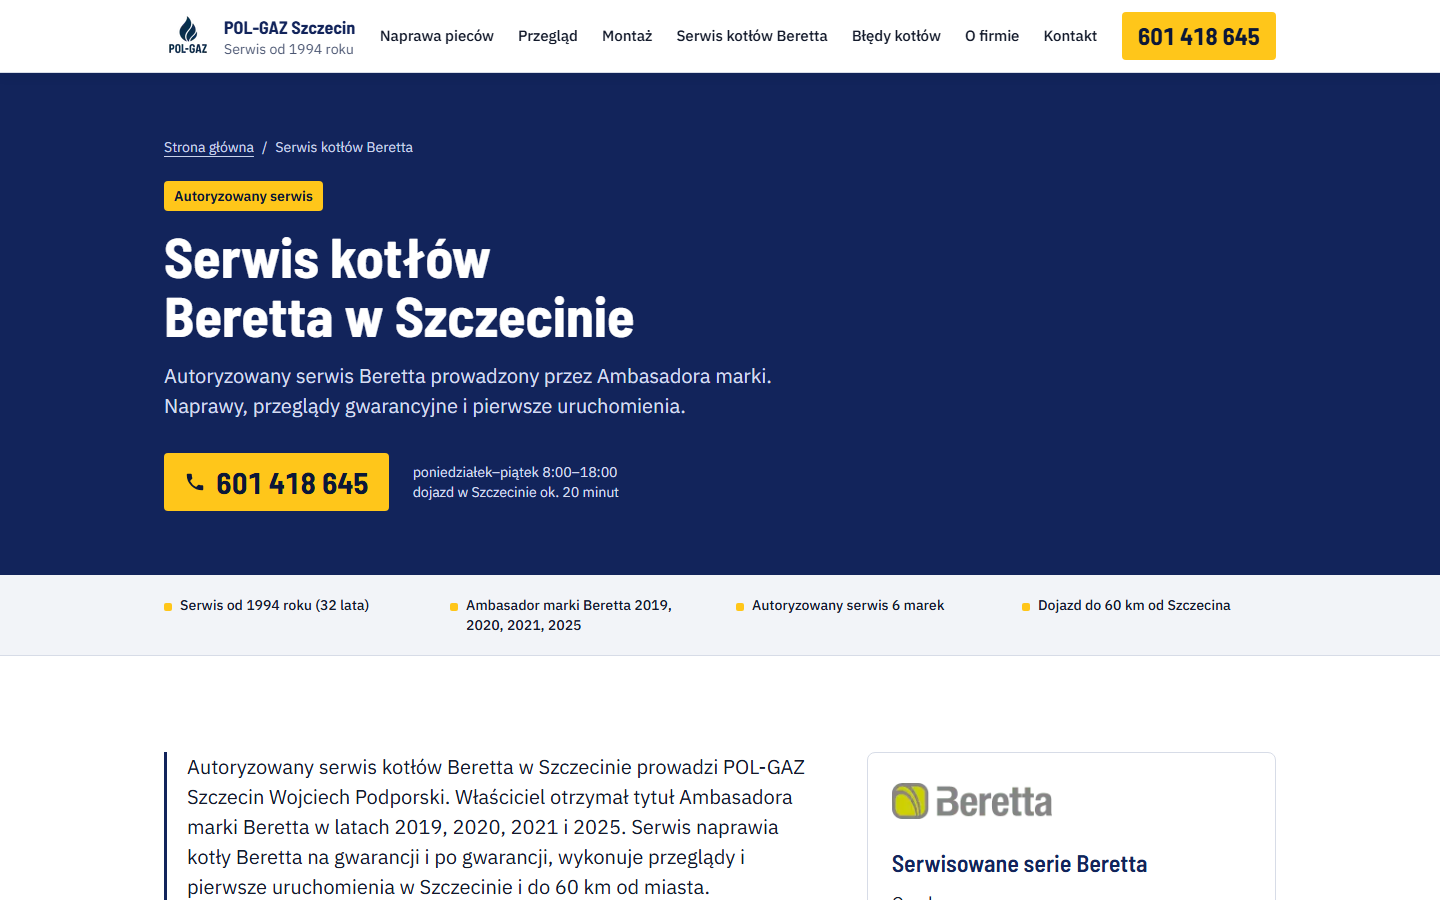 POL-GAZ
POL-GAZ Szczecin
Serwis od 1994 roku
Naprawa pieców
Przegląd
Montaż
Serwis kotłów Beretta
Błędy kotłów
O firmie
Kontakt
601 418 645
Strona główna / Serwis kotłów Beretta
Autoryzowany serwis
Serwis kotłów
Beretta w Szczecinie
Autoryzowany serwis Beretta prowadzony przez Ambasadora marki.
Naprawy, przeglądy gwarancyjne i pierwsze uruchomienia.
601 418 645
poniedziałek–piątek 8:00–18:00
dojazd w Szczecinie ok. 20 minut
Serwis od 1994 roku (32 lata)
Ambasador marki Beretta 2019,
2020, 2021, 2025
Autoryzowany serwis 6 marek
Dojazd do 60 km od Szczecina
Autoryzowany serwis kotłów Beretta w Szczecinie prowadzi POL-GAZ
Szczecin Wojciech Podporski. Właściciel otrzymał tytuł Ambasadora
marki Beretta w latach 2019, 2020, 2021 i 2025. Serwis naprawia
kotły Beretta na gwarancji i po gwarancji, wykonuje przeglądy i
pierwsze uruchomienia w Szczecinie i do 60 km od miasta.
Beretta
Serwisowane serie Beretta